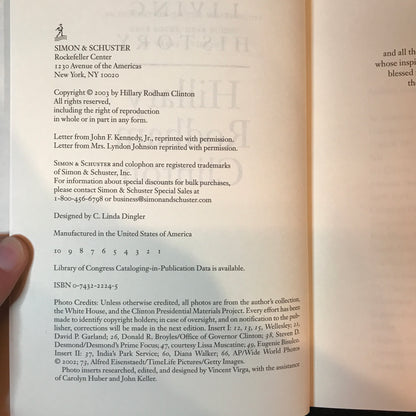 SIMON & SCHUSTER
Rockefeller Center
1230 Avenue of the Americas
New York, NY 10020
Copyright © 2003 by Hillary Rodham Clinton
All rights reserved,
including the right of reproduction
in whole or in part in any form.
Letter from John F. Kennedy, Jr., reprinted with permission.
Letter from Mrs. Lyndon Johnson reprinted with permission.
SIMON & SCHUSTER and colophon are registered trademarks
of Simon & Schuster, Inc.
For information about special discounts for bulk purchases,
please contact Simon & Schuster Special Sales at
1-800-456-6798 or business@simonandschuster.com
Designed by C. Linda Dingler
Manufactured in the United States of America
10 9 8 7 6 5 4 3 2 1
Library of Congress Cataloging-in-Publication Data is available.
ISBN 0-7432-2224-5
Photo Credits: Unless otherwise credited, all photos are from the author's collection,
the White House, and the Clinton Presidential Materials Project. Every effort has been
made to identify copyright holders; in case of oversight, and on notification to the pub-
lisher, corrections will be made in the next edition. Insert I: 12, 13, 15, Wellesley; 21,
David P. Garland; 26, Donald R. Broyles/Office of Governor Clinton; 38, Steven D.
Desmond/Desmond's Prime Focus; 47, courtesy Lissa Muscatine; 49, Eugenie Bisulco.
Insert II: 37, India's Park Service; 60, Diana Walker; 66, AP/Wide World Photos
© 2002; 73, Alfred Eisenstaedt/TimeLife Pictures/Getty Images.
Photo inserts researched, edited, and designed by Vincent Virga, with the assistance
of Carolyn Huber and John Keller.
and all th
whose inspi
blessed
th
LIVING
HISTORY
Hillary
Rodham
Clinton